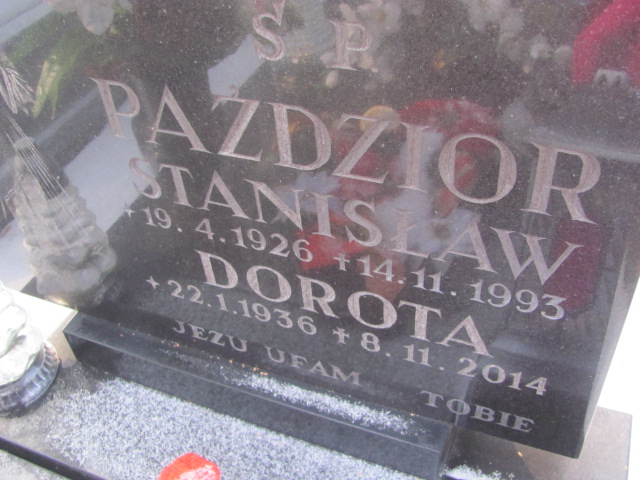 Ś P
PAZDZIOR
STANISŁAW
* 19. 4. 1926 + 14. 11. 1993
DOROTA
* 22. 1. 1936 + 8. 11. 2014
JEZU UFAM TOBIE